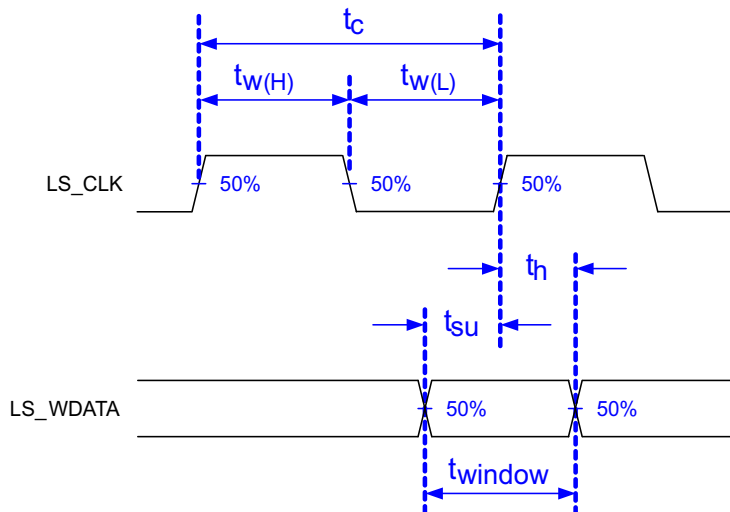 tc
tw(H) tw(L)
LS_CLK 50% 50% 50%
th
tsu
LS_WDATA 50% 50%
twindow